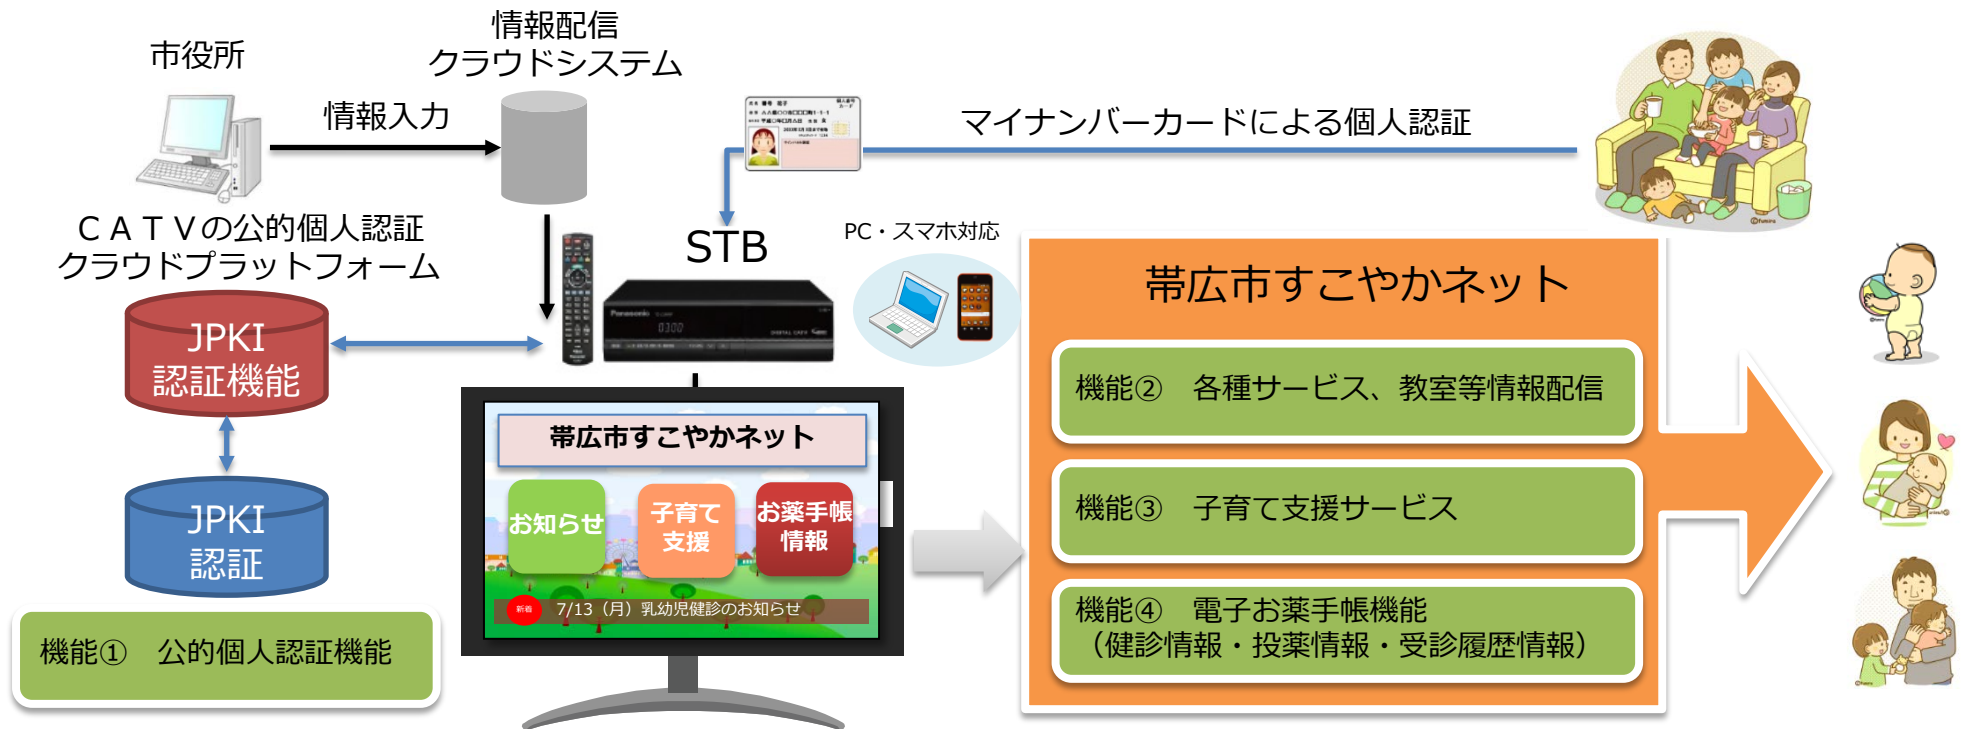 市役所
情報配信
クラウドシステム
情報入力
マイナンバーカードによる個人認証
CATVの公的個人認証
クラウドプラットフォーム
STB
PC・スマホ対応
Panasonic
JPKI
認証機能
JPKI
認証
機能① 公的個人認証機能
帯広市すこやかネット
お知らせ
子育て
支援
お薬手帳
情報
新着
7/13(月)乳幼児健診のお知らせ
帯広市すこやかネット
機能② 各種サービス、教室等情報配信
機能③ 子育て支援サービス
機能④ 電子お薬手帳機能
(健診情報・投薬情報・受診履歴情報)